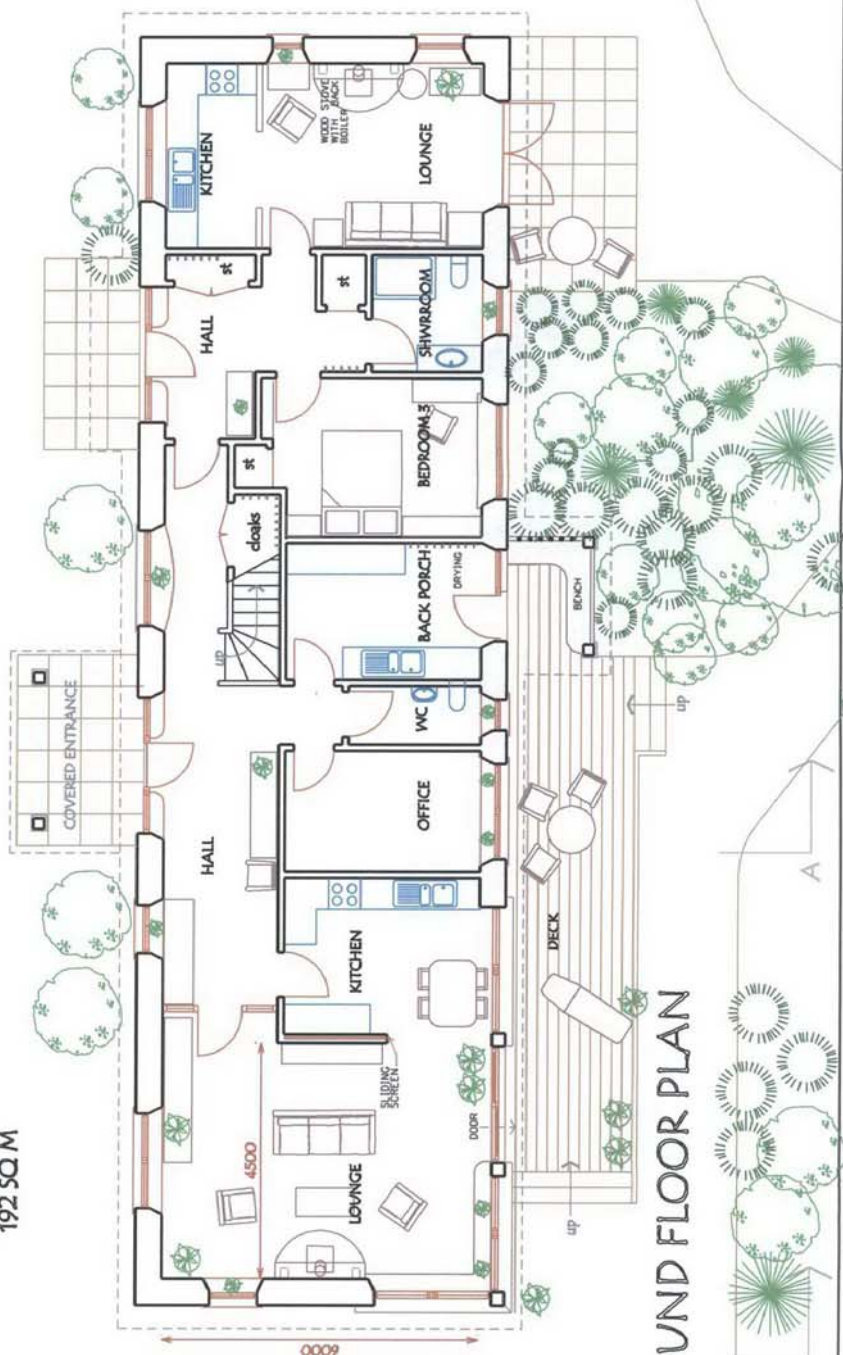 192 SQ M
COVERED ENTRANCE
HALL
HALL
KITCHEN
LOUNGE
WOOD STOVE
WITH BACK
BOILER
st
st
st
SHWRROOM
BEDROOM 3
cloaks
UP
BACK PORCH
DRYING
WC
OFFICE
KITCHEN
SLIDING
SCREEN
LOUNGE
4500
6000
DOOR
DECK
BENCH
UP
UP
A
UND FLOOR PLAN